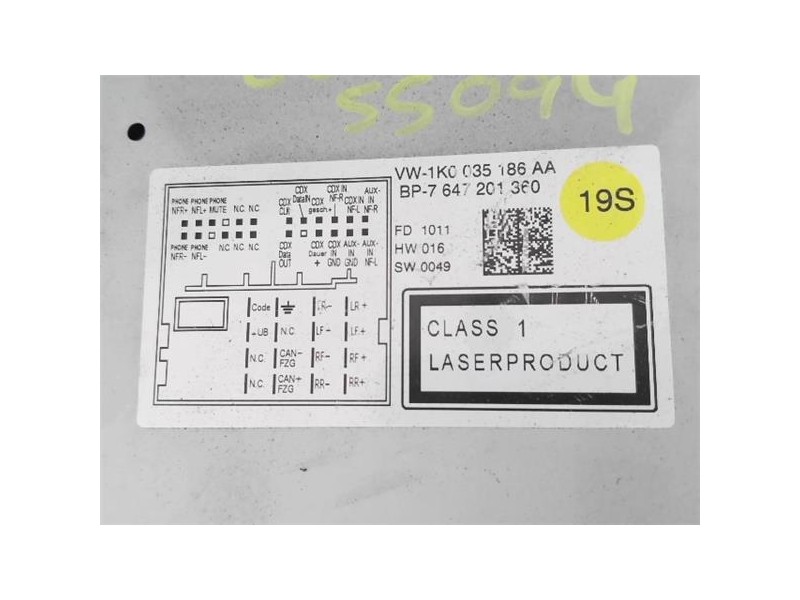 55094
VW-1K0 035 186 AA
BP-7 647 201 360
19S
FD 1011
HW 016
SW 0049
CLASS 1
LASERPRODUCT
PHONE PHONE PHONE
NFR+ NFL+ MUTE N.C. N.C.
PHONE PHONE
NFR- NFL-
CDX CLK
CDX DataIN
CDX gesch.+
CDX IN NF-R
CDX IN NF-L
AUX-IN NF-R
CDX Data OUT
CDX Dauer +
CDX IN GND
AUX-IN GND
AUX-IN NF-L
Code LR- LR+
+UB N.C. LF- LF+
N.C. CAN-FZG RF- RF+
N.C. CAN+FZG RR- RR+